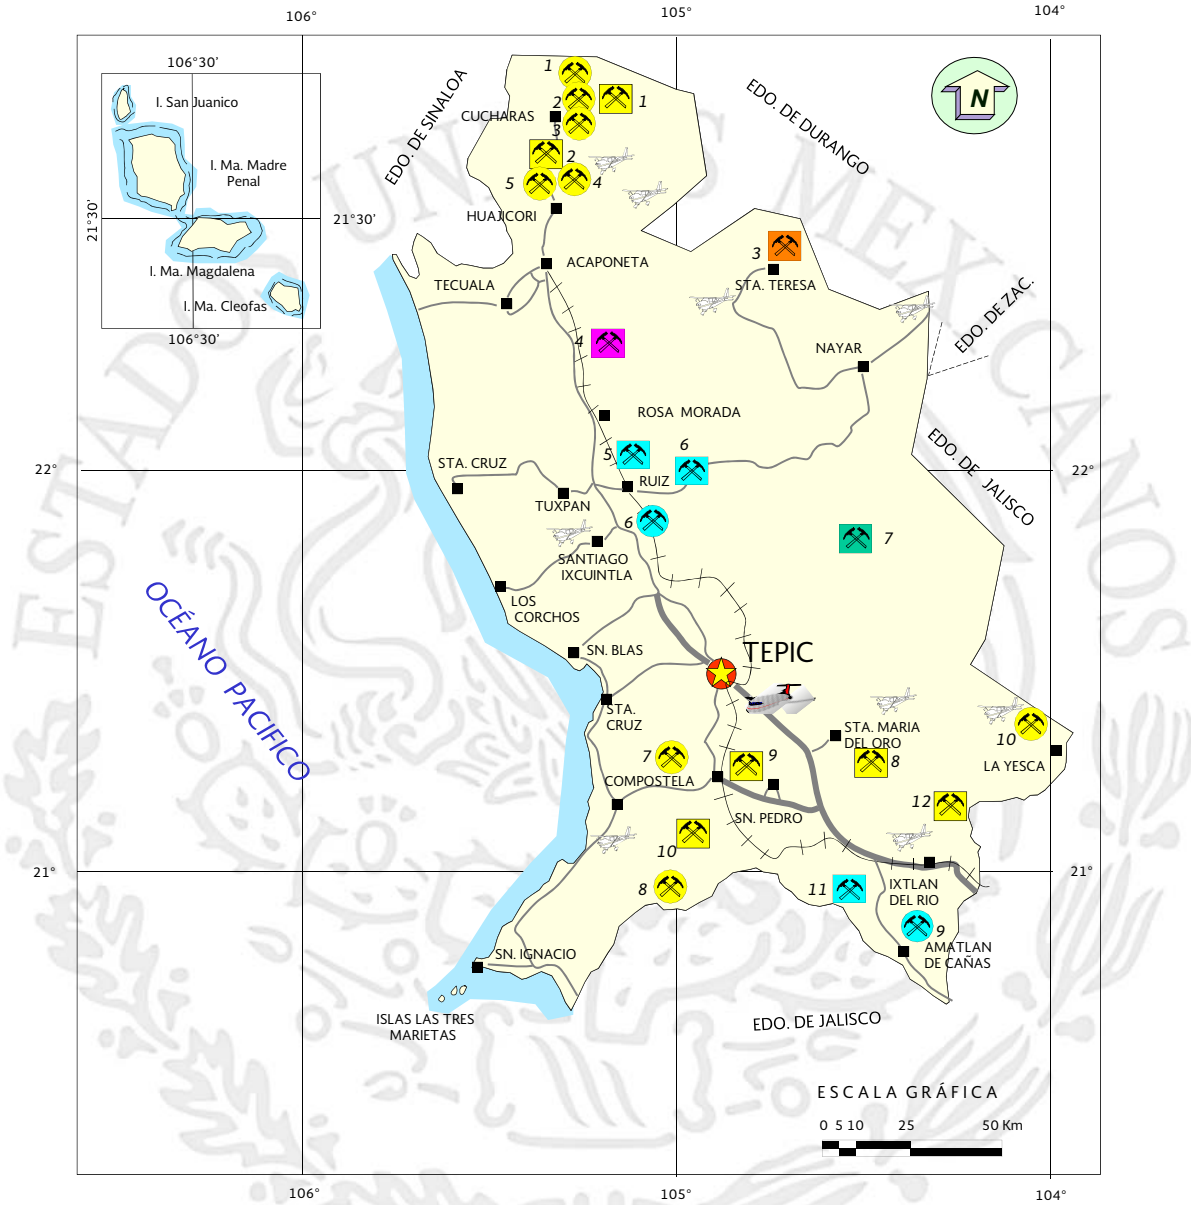 106°
105°
104°
106°30'
I. San Juanico
I. Ma. Madre
Penal
21°30'
21°30'
I. Ma. Magdalena
I. Ma. Cleofas
106°30'
EDO. DE SINALOA
EDO. DE DURANGO
N
1
2
1
CUCHARAS
3
2
5
4
HUAJICORI
ACAPONETA
TECUALA
3
STA. TERESA
EDO. DE ZAC.
4
NAYAR
ROSA MORADA
EDO. DE JALISCO
5
6
22°
22°
STA. CRUZ
RUIZ
TUXPAN
6
7
SANTIAGO
IXCUINTLA
LOS
CORCHOS
OCÉANO PACIFICO
SN. BLAS
TEPIC
STA.
CRUZ
STA. MARIA
DEL ORO
10
LA YESCA
7
9
8
COMPOSTELA
12
SN. PEDRO
10
21°
21°
8
11
IXTLAN
DEL RIO
9
AMATLAN
DE CAÑAS
SN. IGNACIO
ISLAS LAS TRES
MARIETAS
EDO. DE JALISCO
ESCALA GRÁFICA
0 5 10 25 50 Km
106°
105°
104°
ESTADOS UNIDOS MEXICANOS